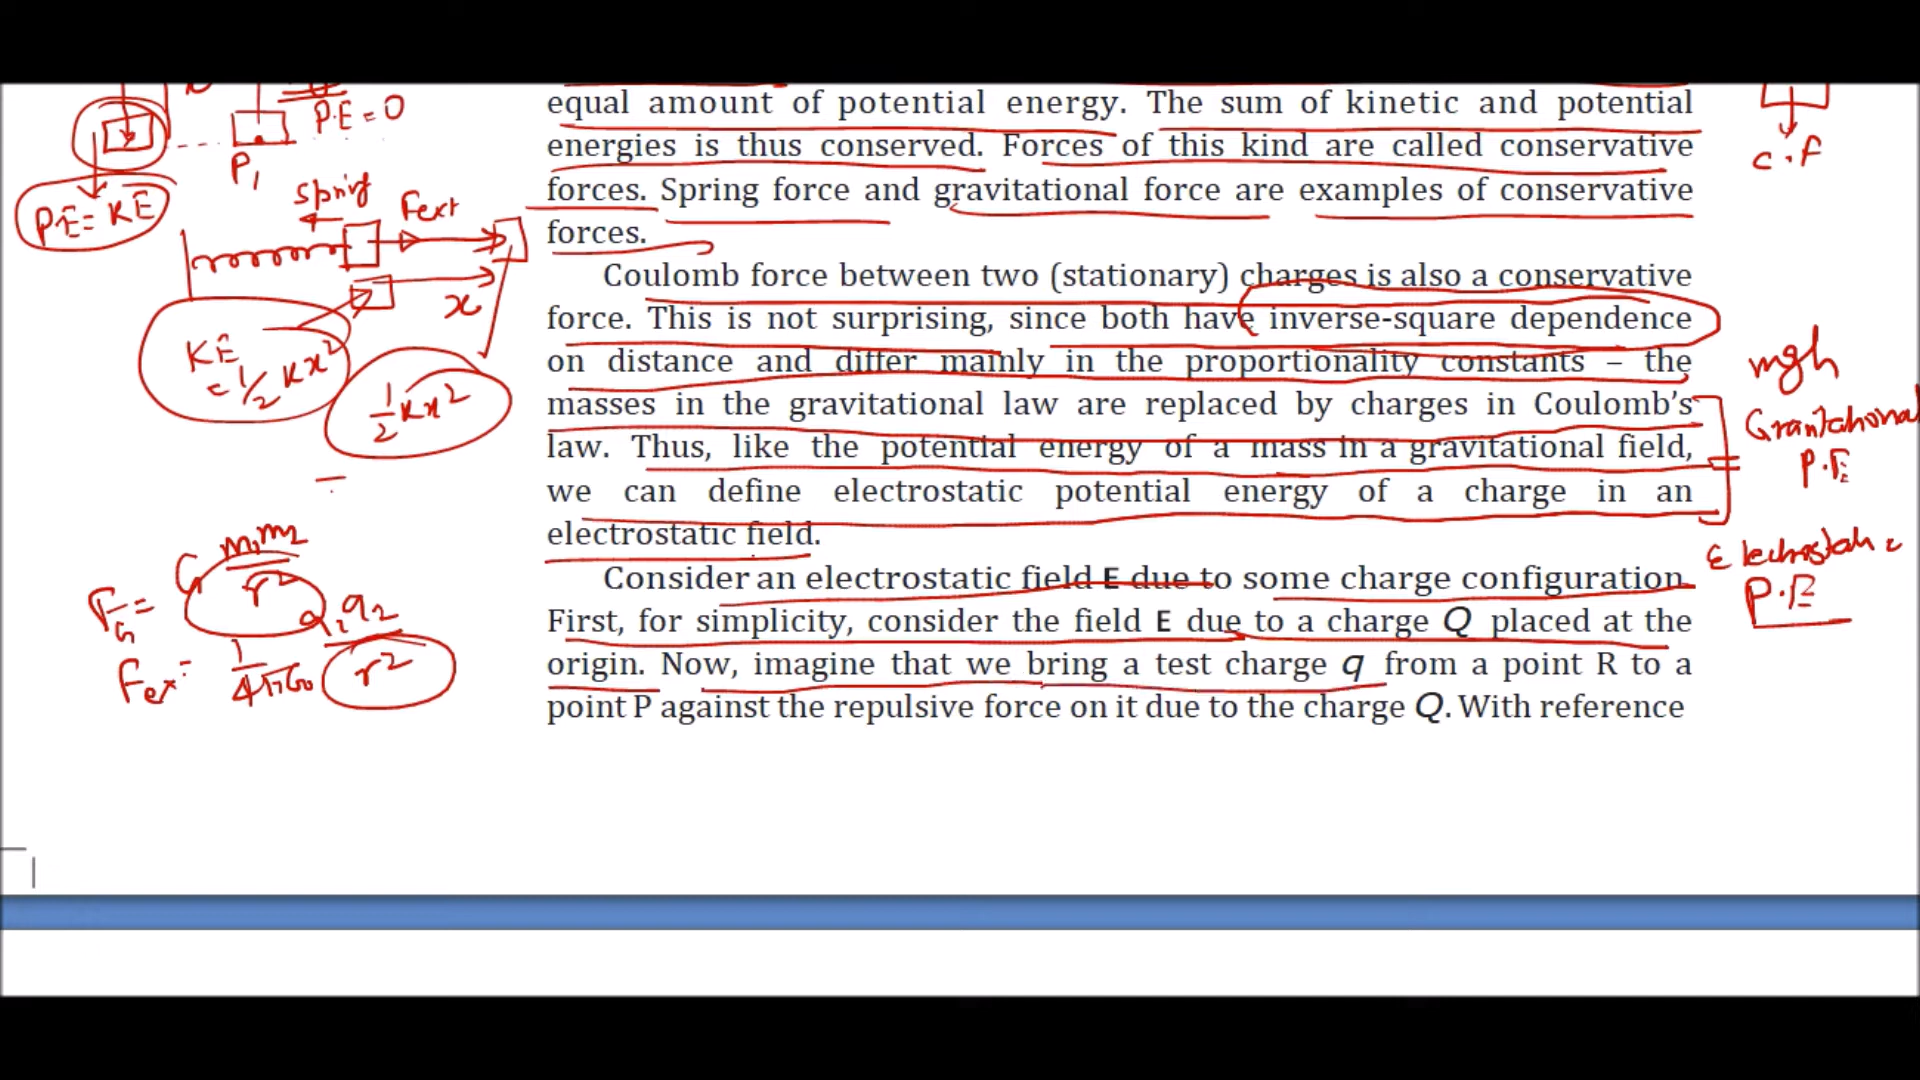 equal amount of potential energy. The sum of kinetic and potential
energies is thus conserved. Forces of this kind are called conservative
forces. Spring force and gravitational force are examples of conservative
forces.
Coulomb force between two (stationary) charges is also a conservative
force. This is not surprising, since both have inverse-square dependence
on distance and differ mainly in the proportionality constants – the
masses in the gravitational law are replaced by charges in Coulomb’s
law. Thus, like the potential energy of a mass in a gravitational field,
we can define electrostatic potential energy of a charge in an
electrostatic field.
Consider an electrostatic field E due to some charge configuration.
First, for simplicity, consider the field E due to a charge Q placed at the
origin. Now, imagine that we bring a test charge q from a point R to a
point P against the repulsive force on it due to the charge Q. With reference
P.E = 0
P1
PE = KE
spring
Fext
x
KE
= 1/2 Kx²
1/2 Kx²
FG = G m1m2 / r²
1/4πε0 q1q2 / r²
C.F
mgh
P.E
P.E